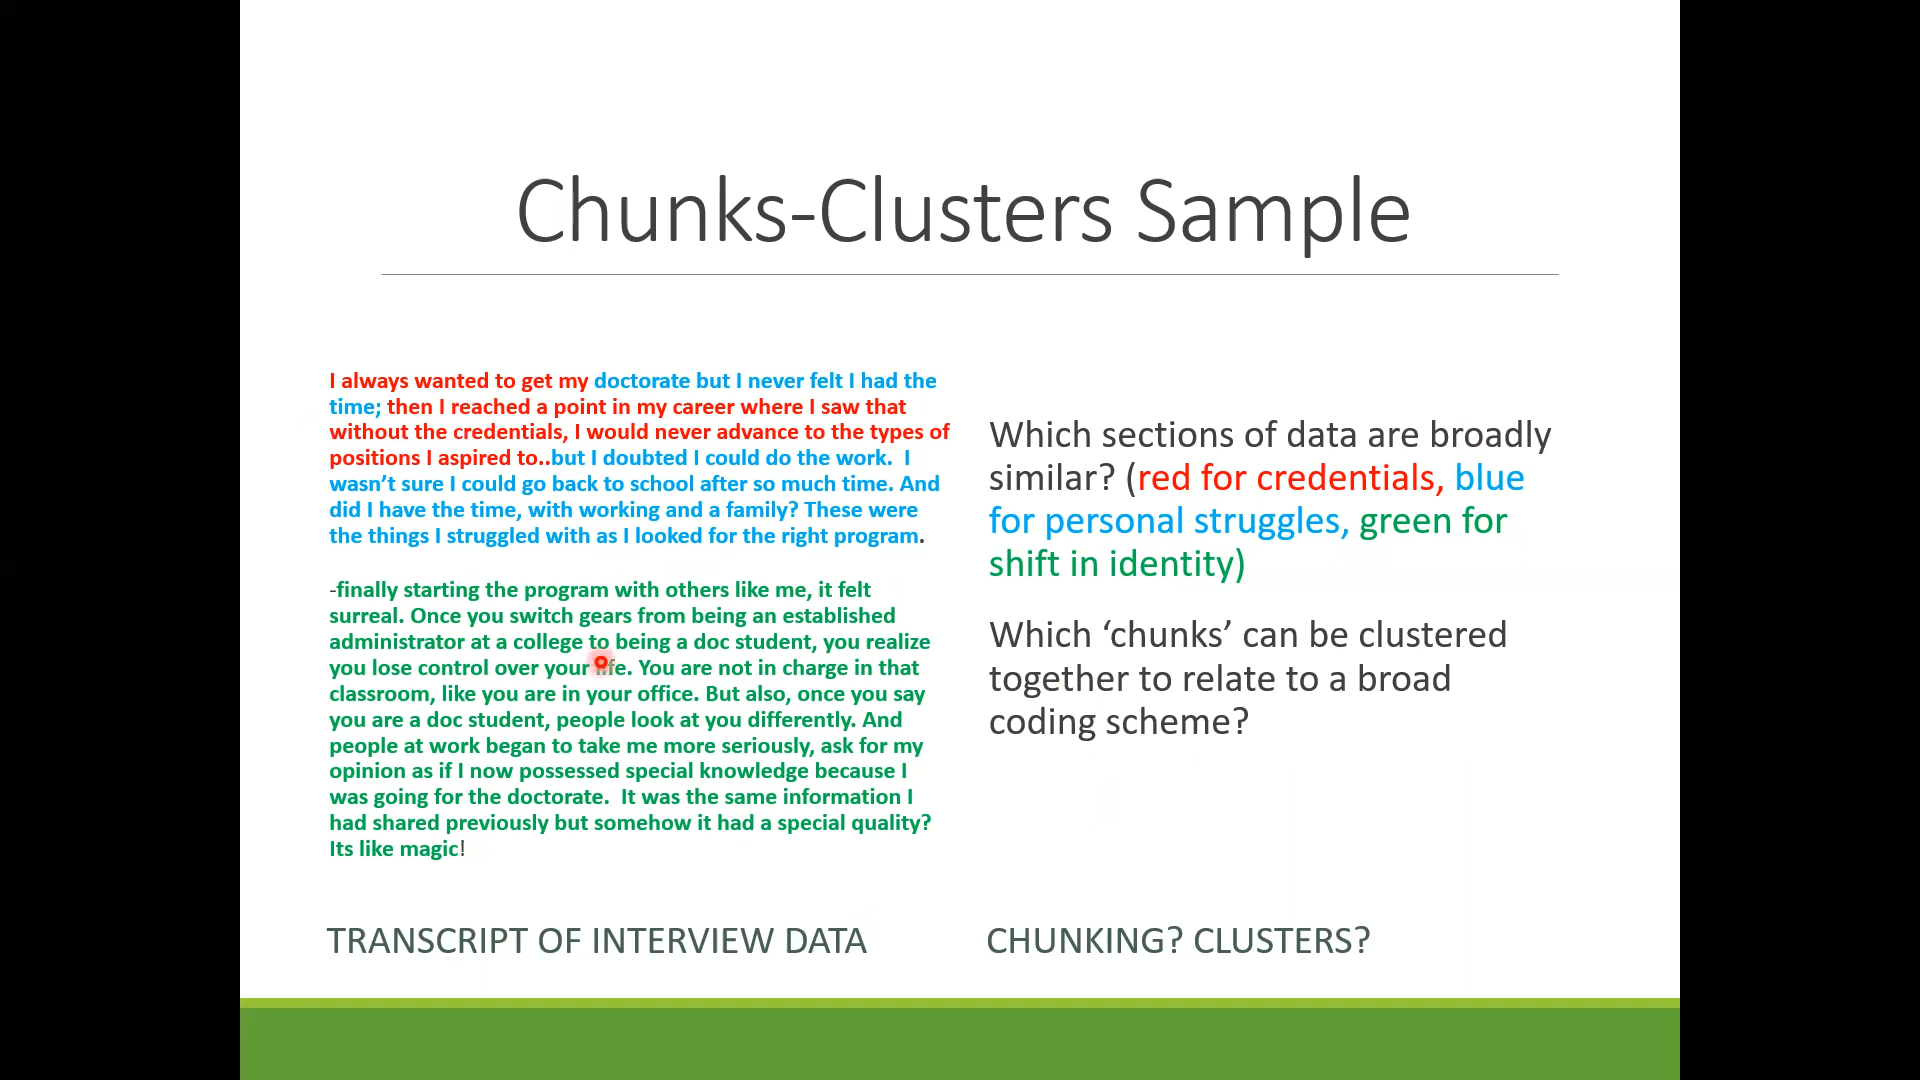 Chunks-Clusters Sample
I always wanted to get my doctorate but I never felt I had the
time; then I reached a point in my career where I saw that
without the credentials, I would never advance to the types of
positions I aspired to..but I doubted I could do the work.  I
wasn’t sure I could go back to school after so much time. And
did I have the time, with working and a family? These were
the things I struggled with as I looked for the right program.
-finally starting the program with others like me, it felt
surreal. Once you switch gears from being an established
administrator at a college to being a doc student, you realize
you lose control over your life. You are not in charge in that
classroom, like you are in your office. But also, once you say
you are a doc student, people look at you differently. And
people at work began to take me more seriously, ask for my
opinion as if I now possessed special knowledge because I
was going for the doctorate.  It was the same information I
had shared previously but somehow it had a special quality?
Its like magic!
TRANSCRIPT OF INTERVIEW DATA
Which sections of data are broadly
similar? (red for credentials, blue
for personal struggles, green for
shift in identity)
Which ‘chunks’ can be clustered
together to relate to a broad
coding scheme?
CHUNKING? CLUSTERS?